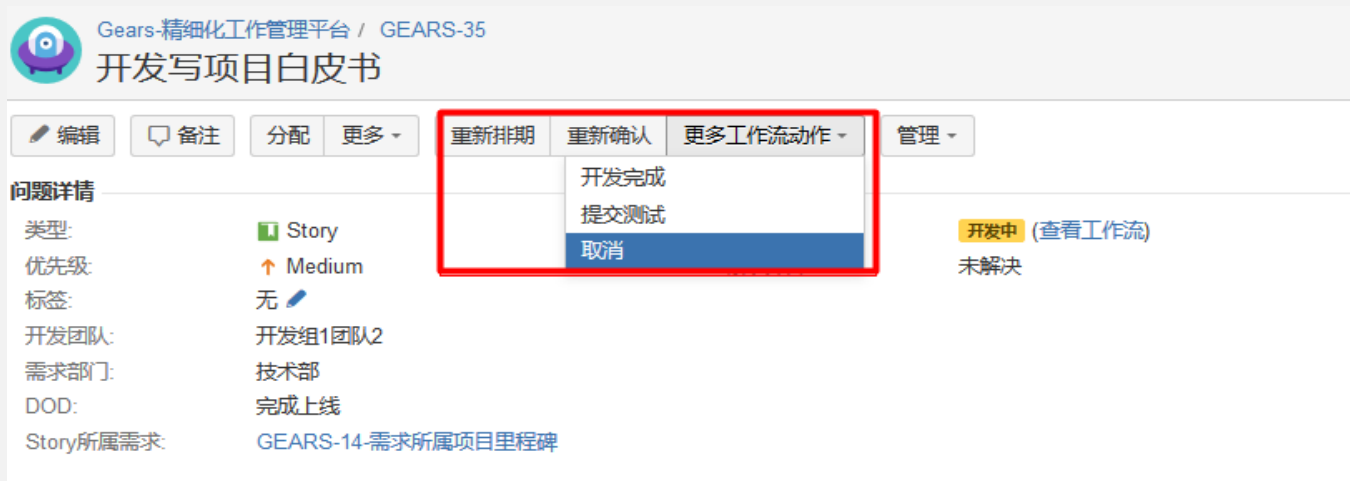 Gears-精细化工作管理平台 / GEARS-35
开发写项目白皮书
编辑 备注 分配 更多 重新排期 重新确认 更多工作流动作 管理
开发完成
提交测试
取消
问题详情
类型: Story 开发中 (查看工作流)
优先级: Medium 未解决
标签: 无
开发团队: 开发组1团队2
需求部门: 技术部
DOD: 完成上线
Story所属需求: GEARS-14-需求所属项目里程碑